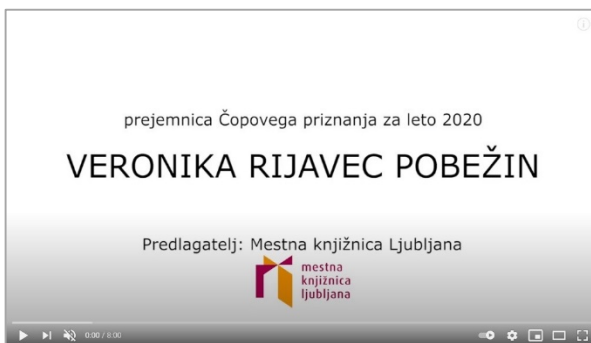 prejemnica Čopovega priznanja za leto 2020
VERONIKA RIJAVEC POBEŽIN
Predlagatelj: Mestna knjižnica Ljubljana
mestna
knjižnica
ljubljana
0:00 / 8:00